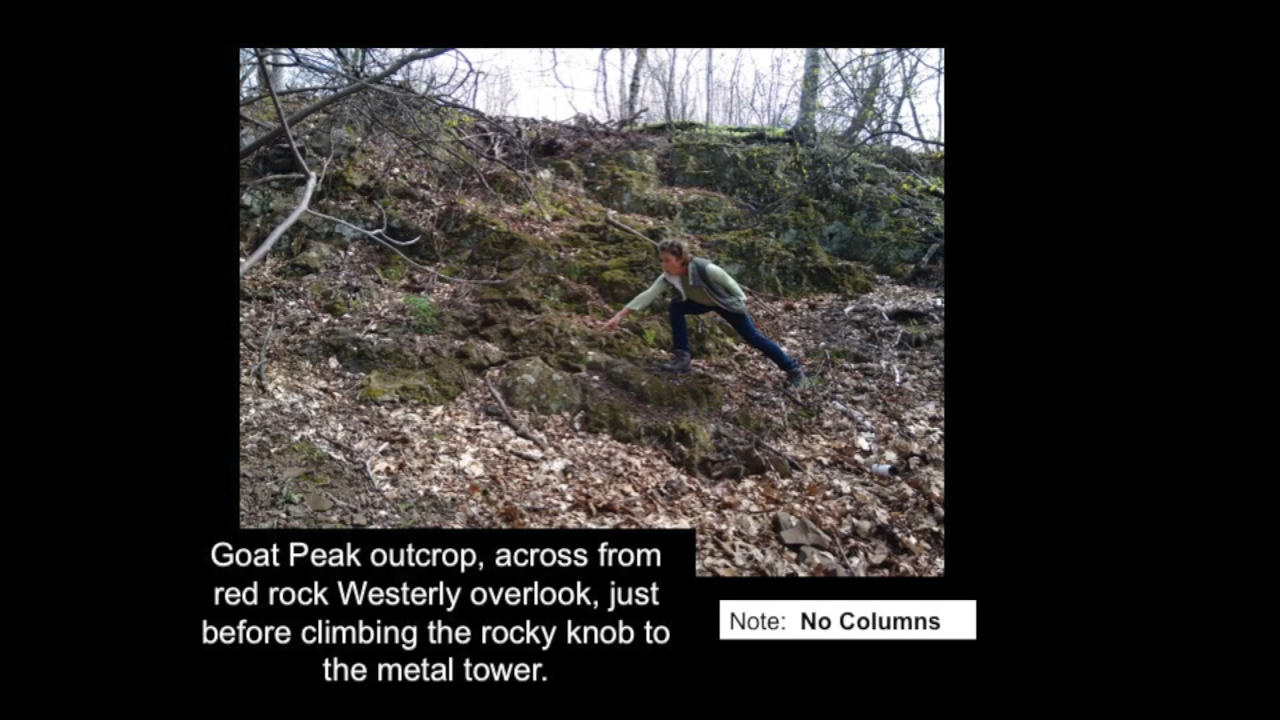 Goat Peak outcrop, across from
red rock Westerly overlook, just
before climbing the rocky knob to
the metal tower.
Note: No Columns